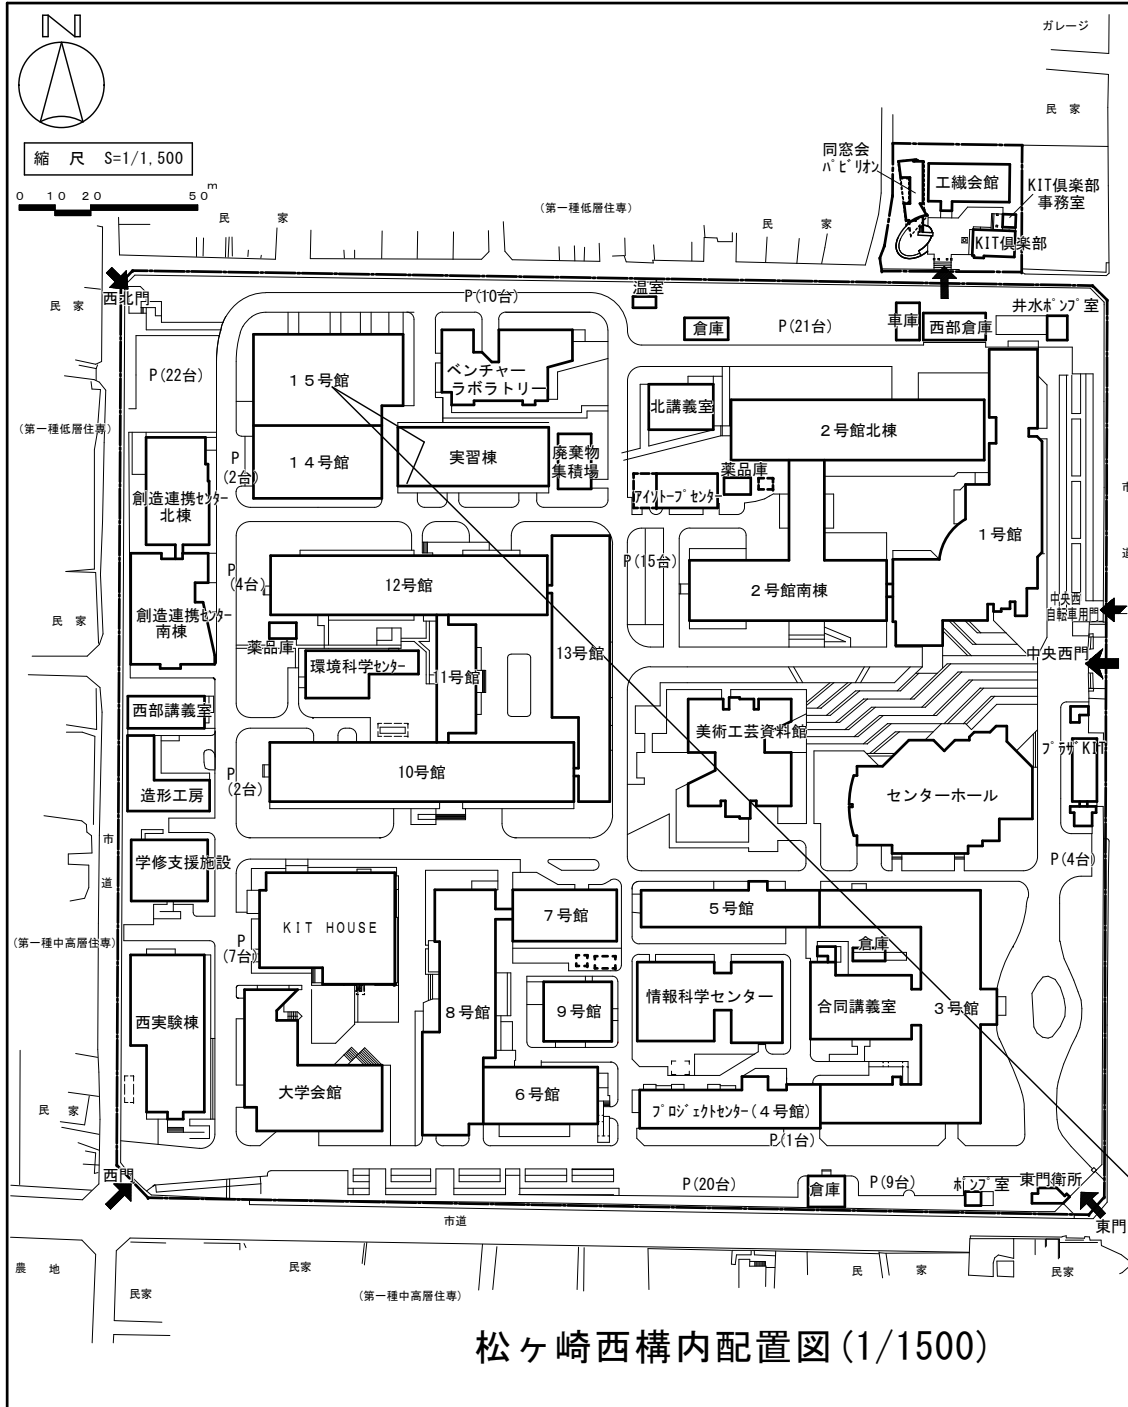 N
ガレージ
民 家
縮 尺 S=1/1,500
0 10 20 50 m
同窓会
パビリオン
工繊会館
KIT倶楽部
事務室
KIT倶楽部
(第一種低層住専)
民 家
民 家
西北門
民 家
P(10台)
温室
倉庫
P(21台)
車庫
西部倉庫
井水ポンプ室
P(22台)
15号館
ベンチャー
ラボラトリー
北講義室
2号館北棟
(第一種低層住専)
P
(2台)
14号館
実習棟
廃棄物
集積場
薬品庫
アイソトープセンター
創造連携センター
北棟
1号館
市
道
P
(4台)
12号館
P(15台)
2号館南棟
中央西
自転車用門
民 家
創造連携センター
南棟
薬品庫
環境科学センター
11号館
13号館
中央西門
西部講義室
美術工芸資料館
プラザKIT
P
(2台)
10号館
造形工房
センターホール
市
道
学修支援施設
P(4台)
KIT HOUSE
7号館
5号館
(第一種中高層住専)
P
(7台)
倉庫
西実験棟
8号館
9号館
情報科学センター
合同講義室
3号館
大学会館
6号館
プロジェクトセンター(4号館)
民 家
P(1台)
西門
P(20台)
倉庫
P(9台)
ポンプ室
東門衛所
東門
市道
農 地
民家
民家
(第一種中高層住専)
民 家
民家
松ヶ崎西構内配置図(1/1500)